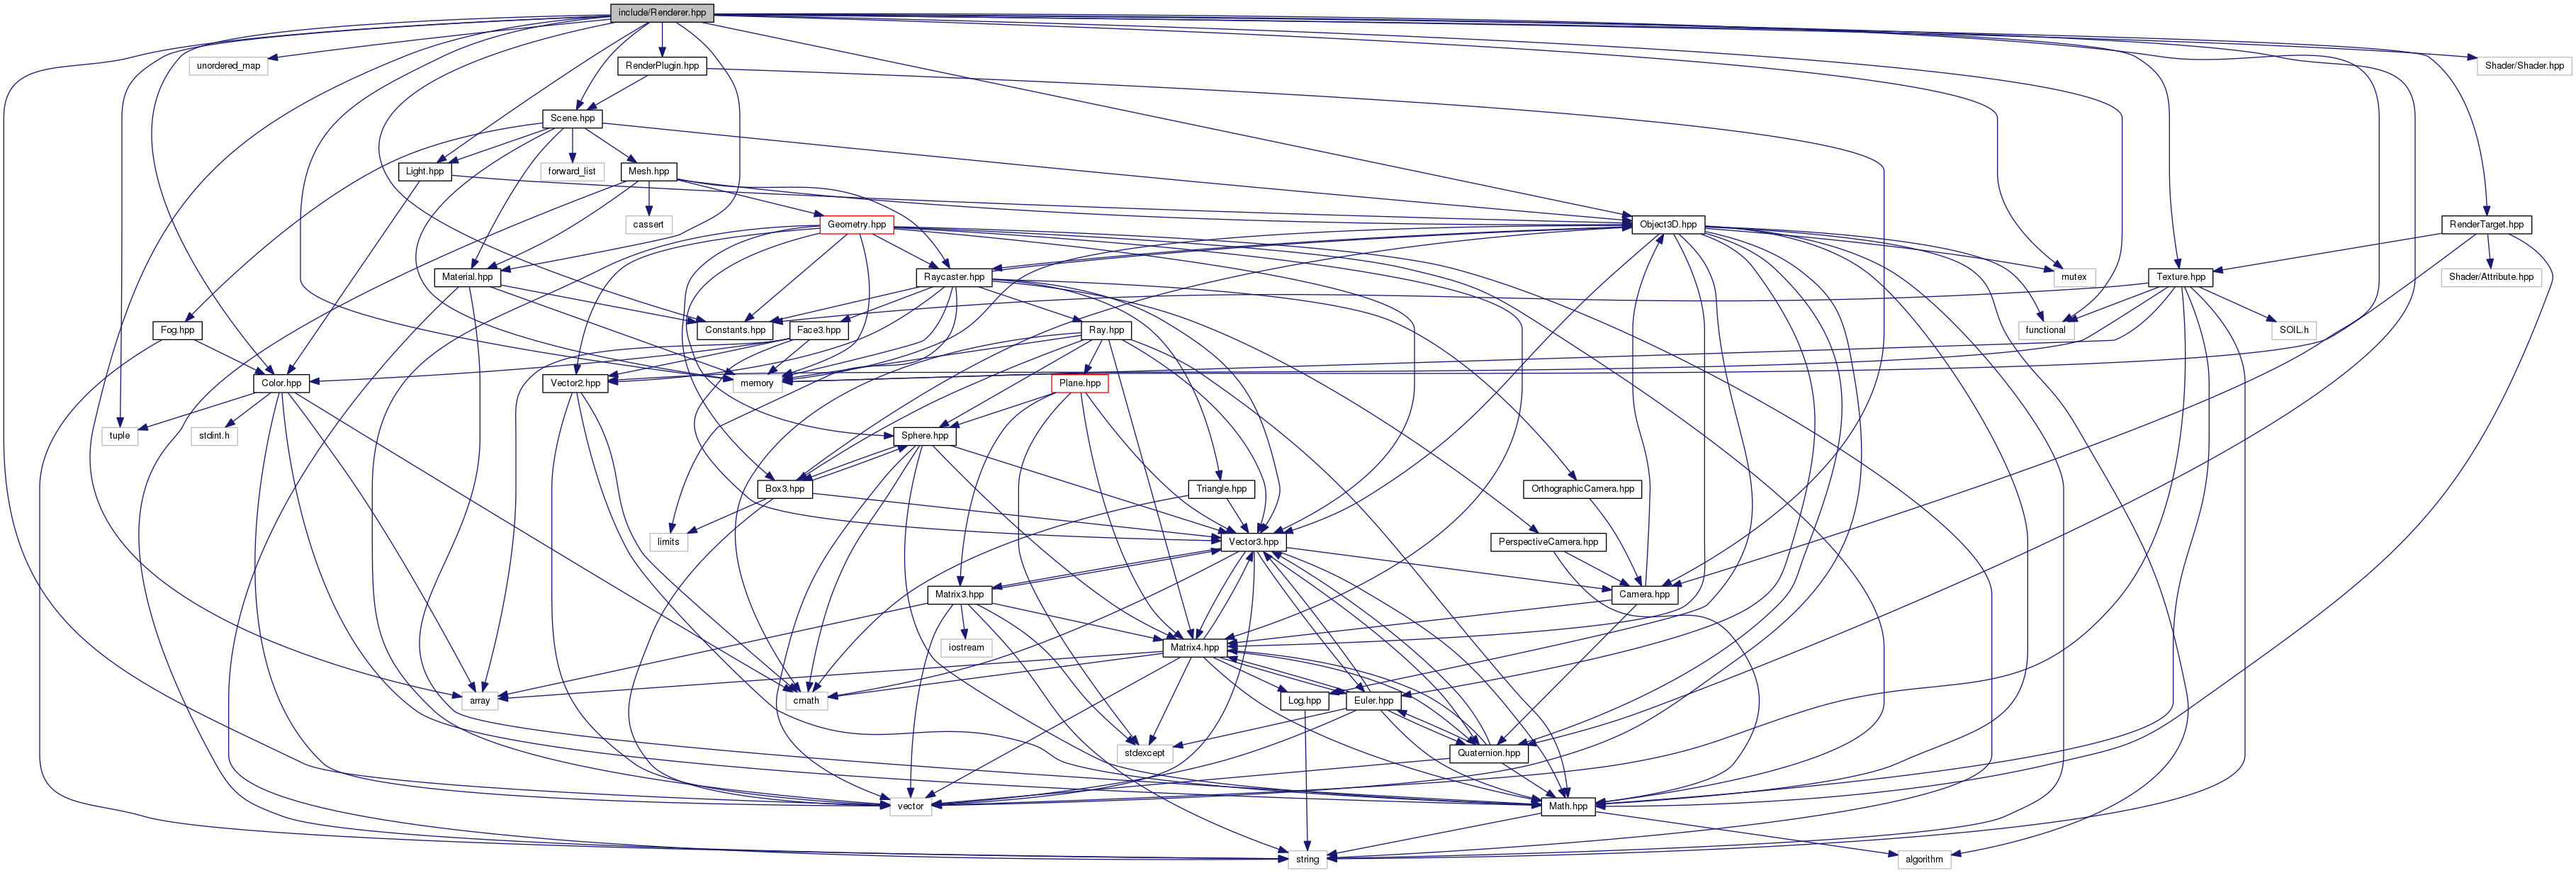 include/Renderer.hpp
unordered_map
RenderPlugin.hpp
Shader/Shader.hpp
Scene.hpp
Light.hpp
forward_list
Mesh.hpp
cassert
Geometry.hpp
Object3D.hpp
RenderTarget.hpp
Material.hpp
Raycaster.hpp
mutex
Texture.hpp
Shader/Attribute.hpp
Fog.hpp
Constants.hpp
Face3.hpp
Ray.hpp
functional
SOIL.h
Color.hpp
Vector2.hpp
memory
Plane.hpp
tuple
stdint.h
Sphere.hpp
Box3.hpp
Triangle.hpp
OrthographicCamera.hpp
limits
Vector3.hpp
PerspectiveCamera.hpp
Matrix3.hpp
Camera.hpp
iostream
Matrix4.hpp
array
cmath
Log.hpp
Euler.hpp
stdexcept
Quaternion.hpp
vector
Math.hpp
string
algorithm